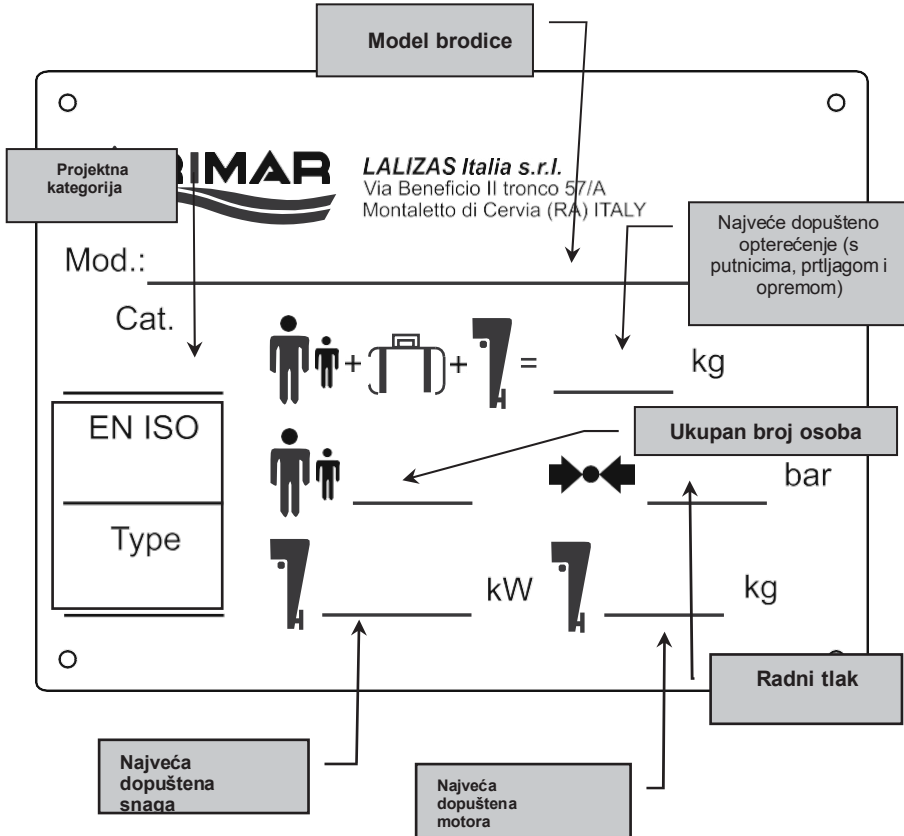 Model brodice
Projektna
kategorija
RIMAR
LALIZAS Italia s.r.l.
Via Beneficio II tronco 57/A
Montaletto di Cervia (RA) ITALY
Najveće dopušteno
opterećenje (s
putnicima, prtljagom i
opremom)
Mod.:
Cat.
+ + = kg
EN ISO
Ukupan broj osoba
bar
Type
kW
kg
Radni tlak
Najveća
dopuštena
snaga
Najveća
dopuštena
motora